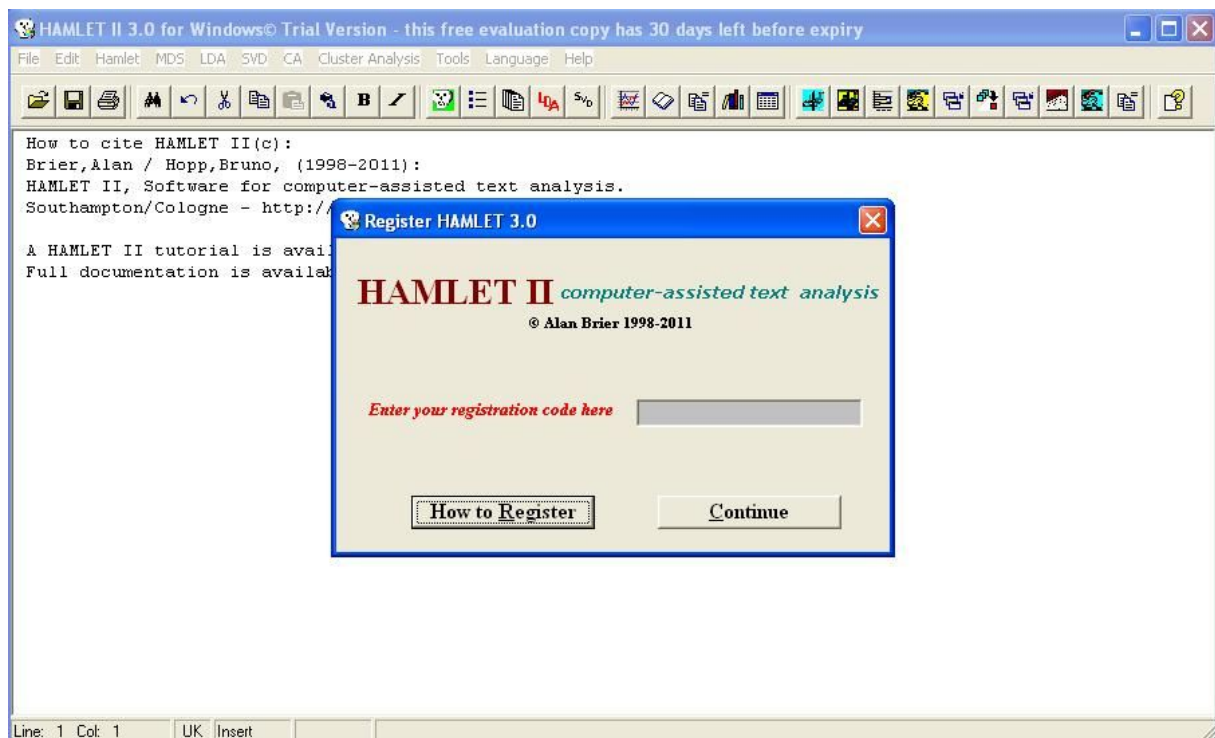 HAMLET II 3.0 for Windows© Trial Version - this free evaluation copy has 30 days left before expiry
File Edit Hamlet MDS LDA SVD CA Cluster Analysis Tools Language Help
B I LDA SVD
How to cite HAMLET II(c):
Brier,Alan / Hopp,Bruno, (1998-2011):
HAMLET II, Software for computer-assisted text analysis.
Southampton/Cologne - http:/
A HAMLET II tutorial is avail
Full documentation is availab
Register HAMLET 3.0
HAMLET II computer-assisted text analysis
© Alan Brier 1998-2011
Enter your registration code here
How to Register Continue
Line: 1 Col: 1 UK Insert